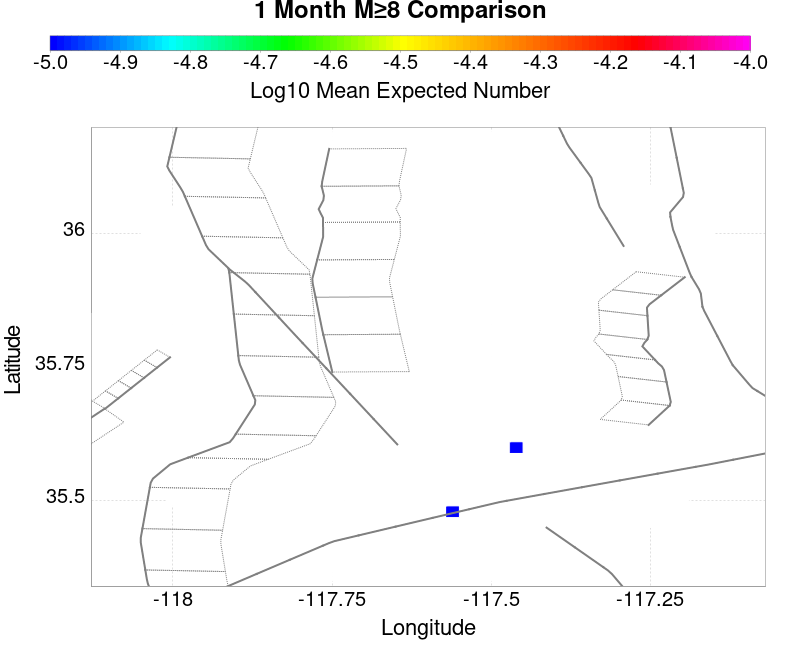 1 Month M≥8 Comparison
-5.0 -4.9 -4.8 -4.7 -4.6 -4.5 -4.4 -4.3 -4.2 -4.1 -4.0
Log10 Mean Expected Number
36
35.75
35.5
Latitude
-118 -117.75 -117.5 -117.25
Longitude